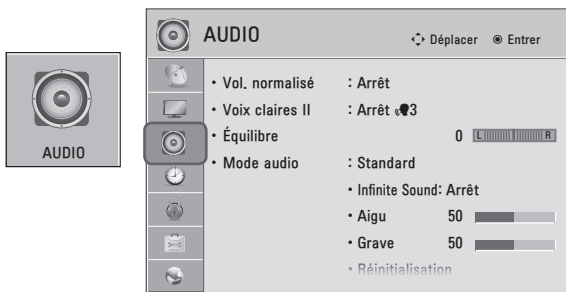 AUDIO
AUDIO
Déplacer Entrer
• Vol. normalisé : Arrêt
• Voix claires II : Arrêt 3
• Équilibre 0 L R
• Mode audio : Standard
• Infinite Sound: Arrêt
• Aigu 50
• Grave 50
• Réinitialisation